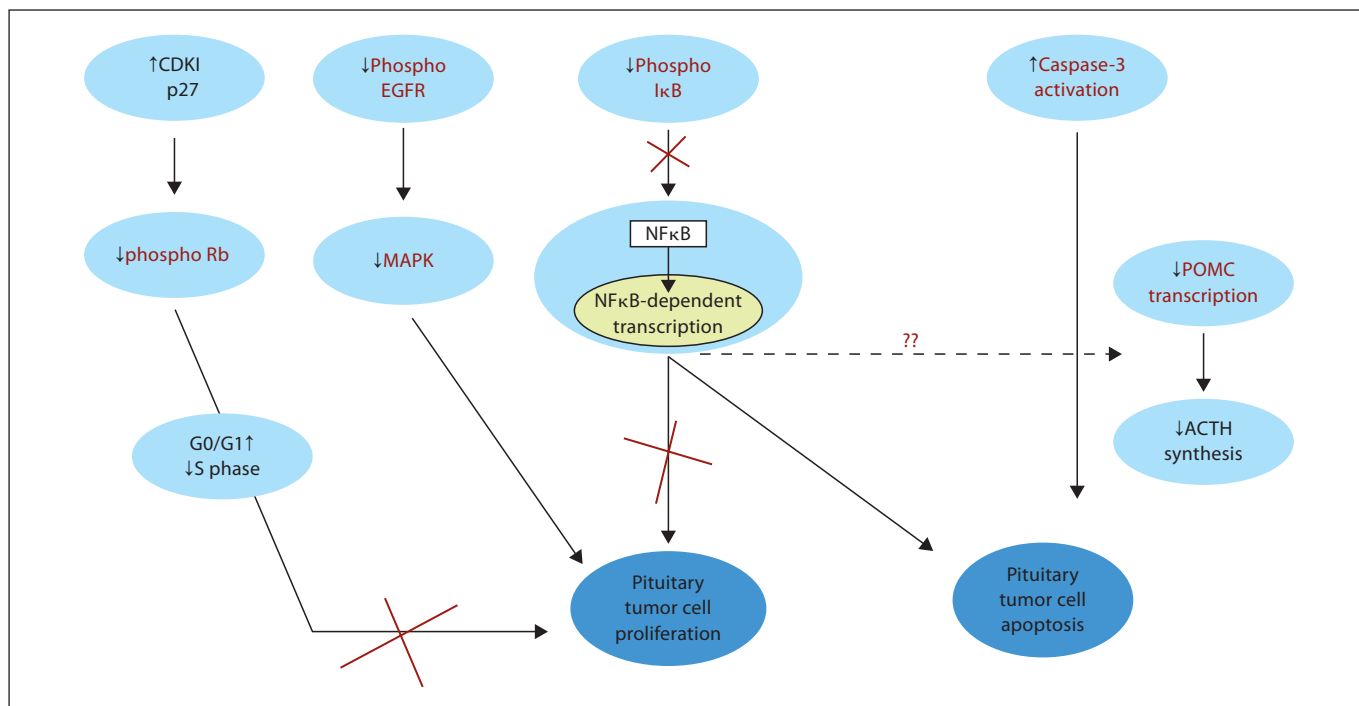 ↑CDKI
p27
↓Phospho
EGFR
↓Phospho
IκB
↑Caspase-3
activation
↓phospho Rb
↓MAPK
NFκB
NFκB-dependent
transcription
↓POMC
transcription
??
G0/G1↑
↓S phase
↓ACTH
synthesis
Pituitary
tumor cell
proliferation
Pituitary
tumor cell
apoptosis